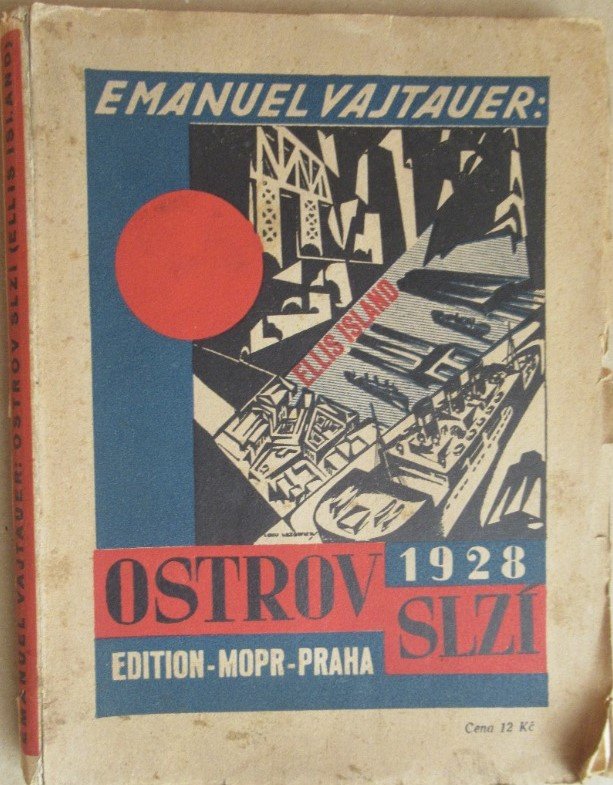 EMANUEL VAJTAUER:
ELLIS ISLAND
OSTROV
1928
SLZÍ
EDITION-MOPR-PRAHA
Cena 12 Kč
EMANUEL VAJTAUER: OSTROV SLZÍ (ELLIS ISLAND)